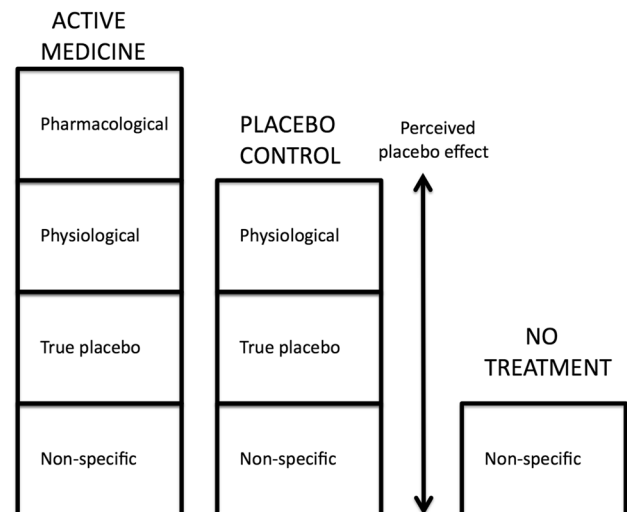 ACTIVE
MEDICINE
Pharmacological
Physiological
True placebo
Non-specific
PLACEBO
CONTROL
Physiological
True placebo
Non-specific
Perceived
placebo effect
NO
TREATMENT
Non-specific